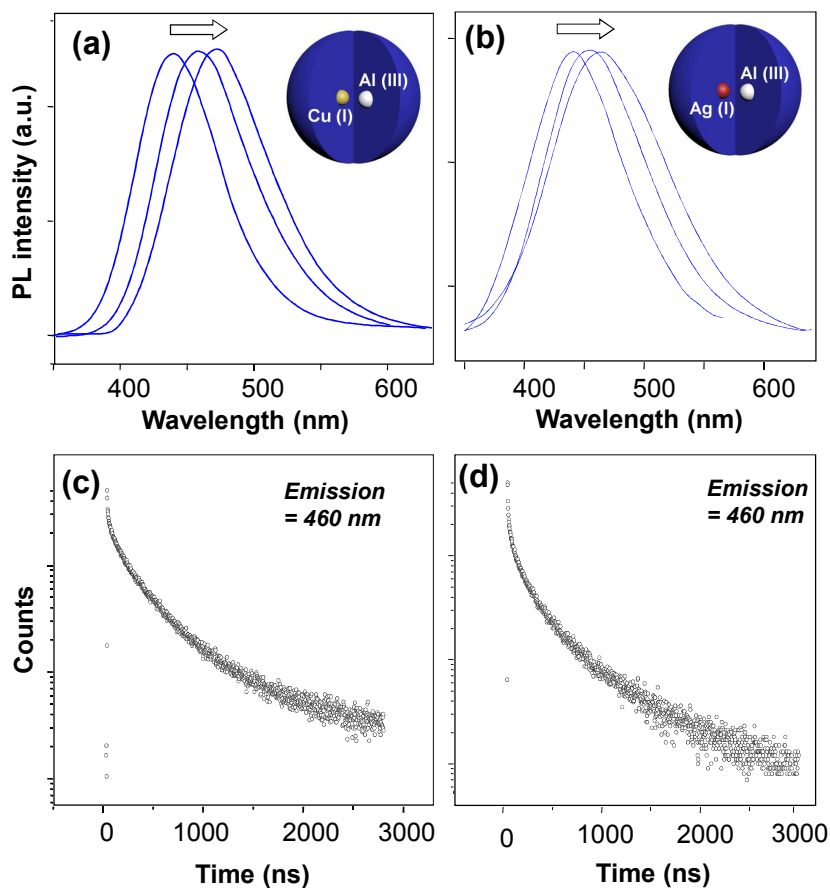 (a)
Al (III)
Cu (I)
PL intensity (a.u.)
400 500 600
Wavelength (nm)
(b)
Al (III)
Ag (I)
400 500 600
Wavelength (nm)
(c)
Emission
= 460 nm
Counts
0 1000 2000 3000
Time (ns)
(d)
Emission
= 460 nm
0 1000 2000 3000
Time (ns)